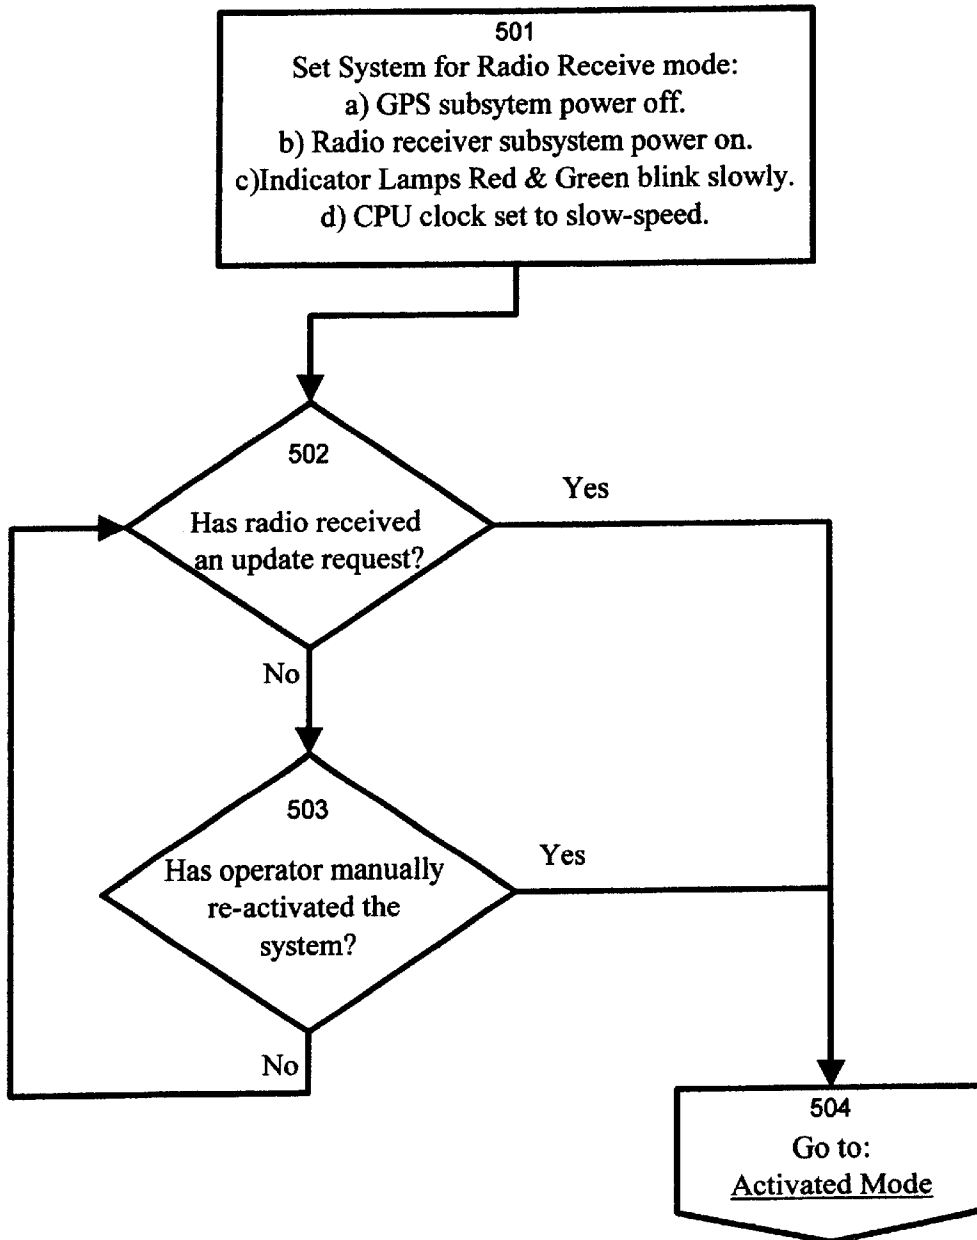 501
Set System for Radio Receive mode:
a) GPS subsytem power off.
b) Radio receiver subsystem power on.
c)Indicator Lamps Red & Green blink slowly.
d) CPU clock set to slow-speed.
502
Has radio received
an update request?
Yes
No
503
Has operator manually
re-activated the
system?
Yes
No
504
Go to:
Activated Mode